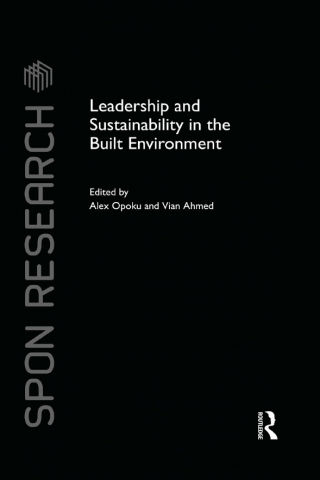 SPON RESEARCH
Leadership and
Sustainability in the
Built Environment
Edited by
Alex Opoku and Vian Ahmed
ROUTLEDGE